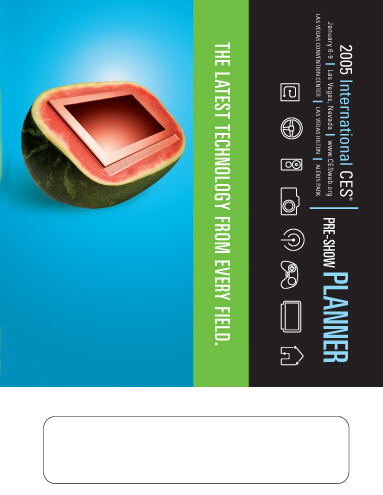 2005 International CES®
January 6-9 | Las Vegas, Nevada | www.CESweb.org
LAS VEGAS CONVENTION CENTER | LAS VEGAS HILTON | ALEXIS PARK
PRE-SHOW PLANNER
THE LATEST TECHNOLOGY FROM EVERY FIELD.